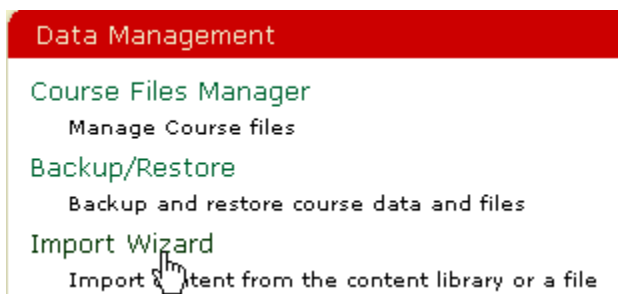 Data Management
Course Files Manager
Manage Course files
Backup/Restore
Backup and restore course data and files
Import Wizard
Import content from the content library or a file